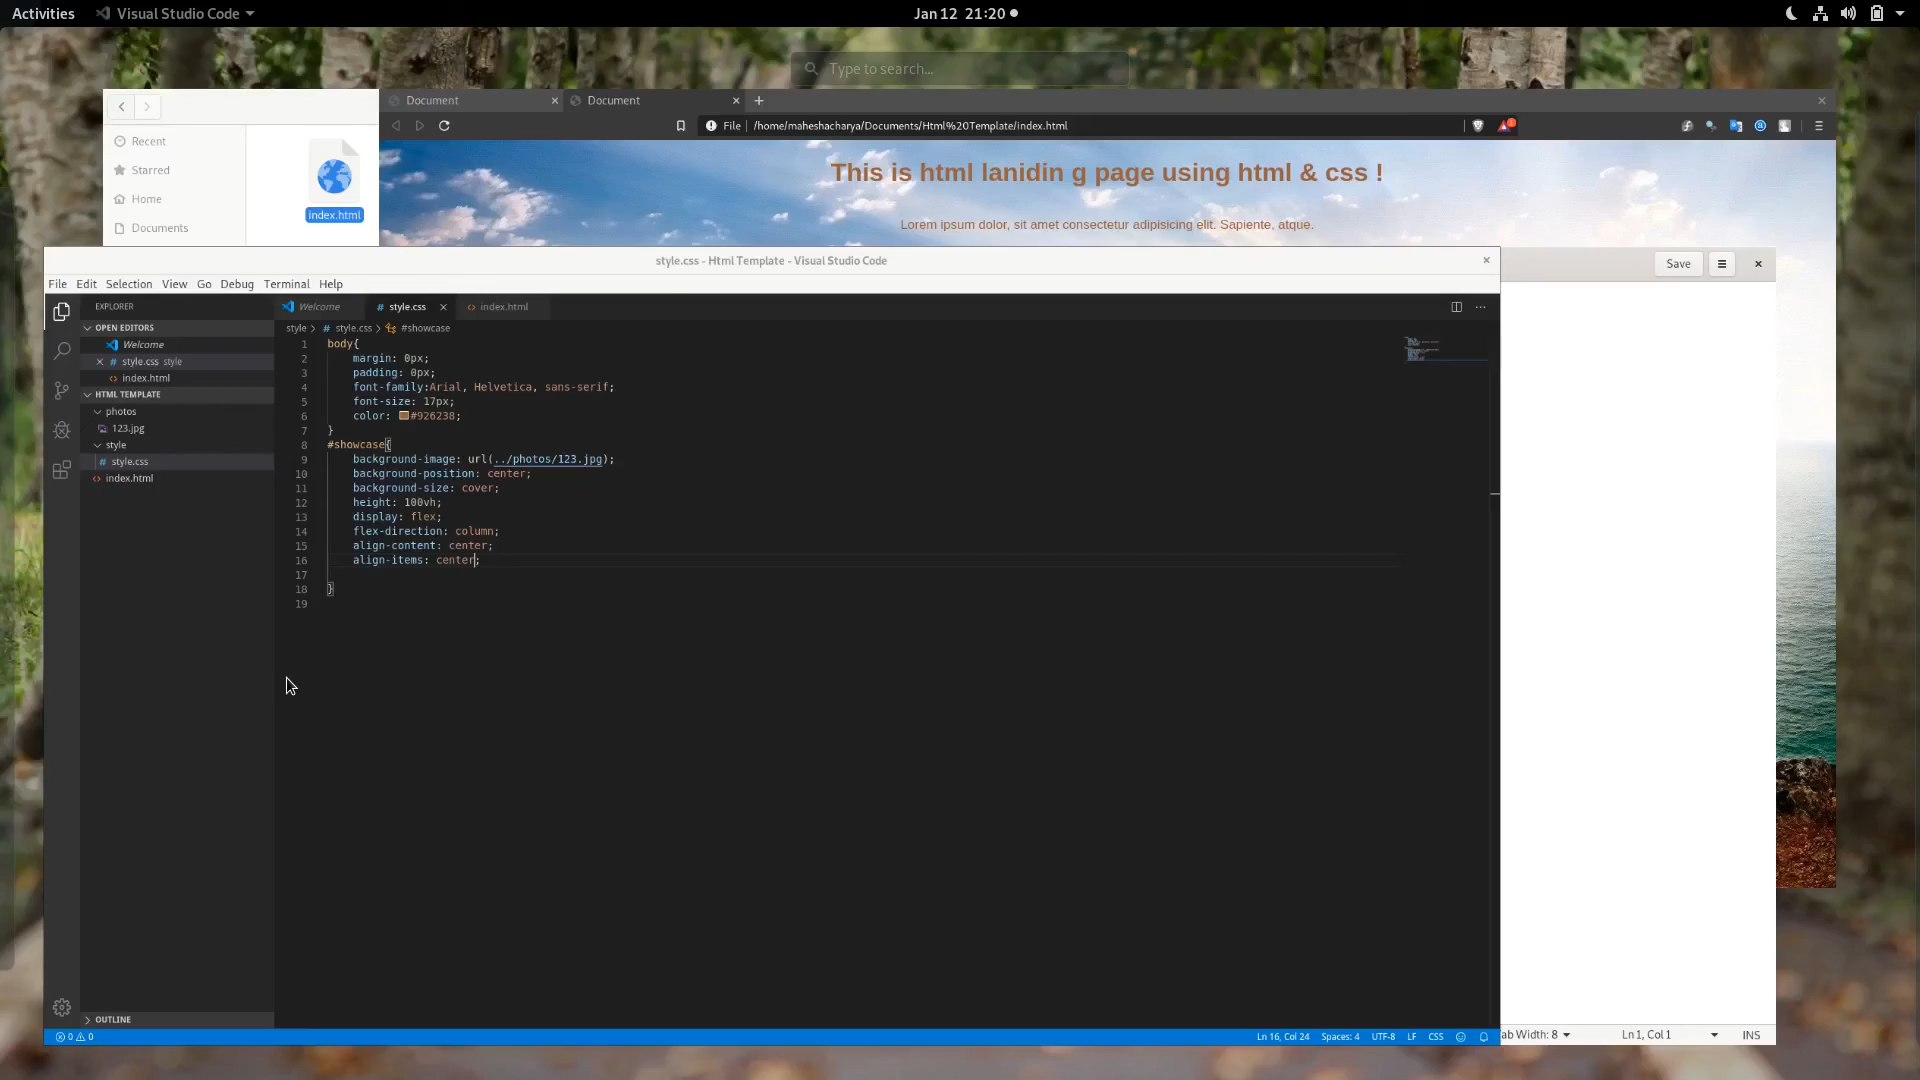 Activities
Visual Studio Code
Jan 12 21:20
Type to search...
Document
Document
File
/home/maheshacharya/Documents/Html%20Template/index.html
Recent
Starred
Home
Documents
index.html
This is html lanidin g page using html & css !
Lorem ipsum dolor, sit amet consectetur adipisicing elit. Sapiente, atque.
style.css - Html Template - Visual Studio Code
Save
File Edit Selection View Go Debug Terminal Help
EXPLORER
OPEN EDITORS
Welcome
style.css style
index.html
HTML TEMPLATE
photos
123.jpg
style
style.css
index.html
OUTLINE
Welcome
style.css
index.html
style > # style.css > #showcase
1 body{
2 margin: 0px;
3 padding: 0px;
4 font-family:Arial, Helvetica, sans-serif;
5 font-size: 17px;
6 color: #926238;
7 }
8 #showcase{
9 background-image: url(../photos/123.jpg);
10 background-position: center;
11 background-size: cover;
12 height: 100vh;
13 display: flex;
14 flex-direction: column;
15 align-content: center;
16 align-items: center;
17
18 }
19
0 0
Ln 16, Col 24
Spaces: 4
UTF-8
LF
CSS
ab Width: 8
Ln 1, Col 1
INS